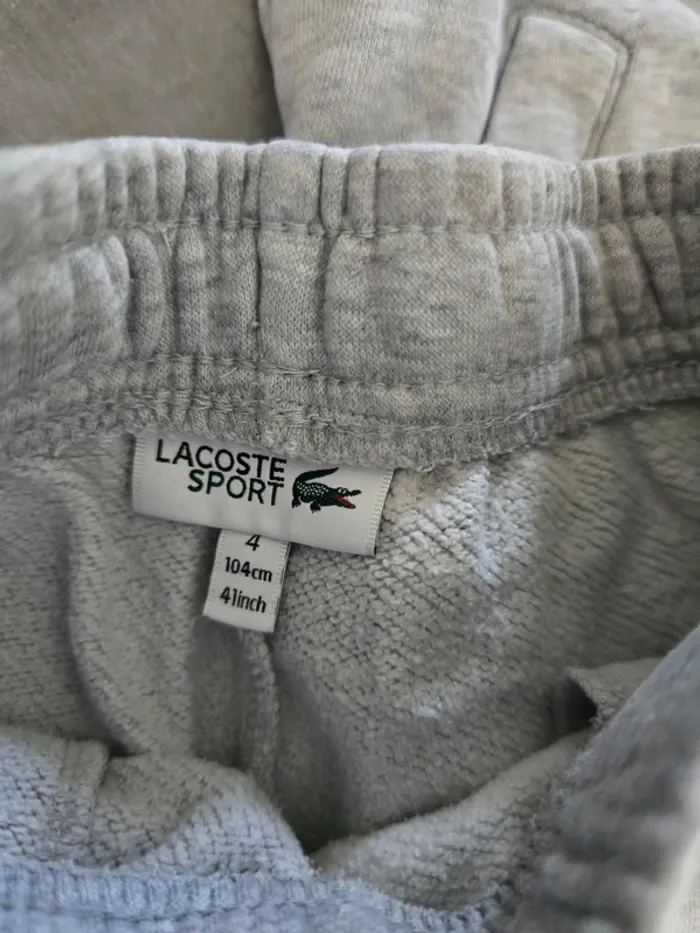 LACOSTE
SPORT
4
104cm
41inch